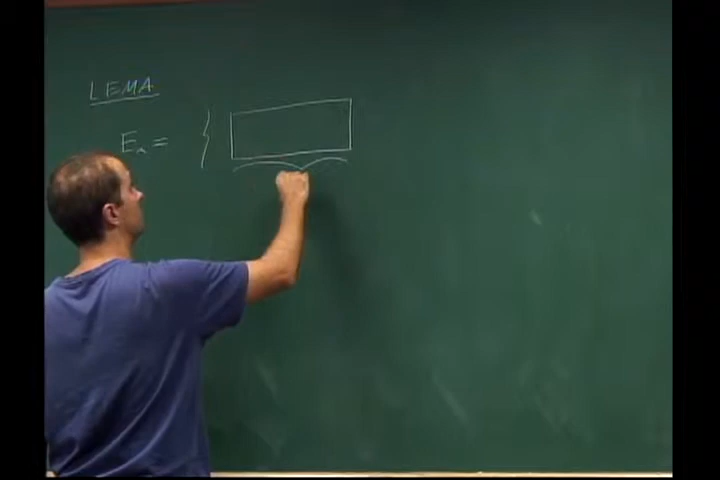 LEMA
Eₙ = {